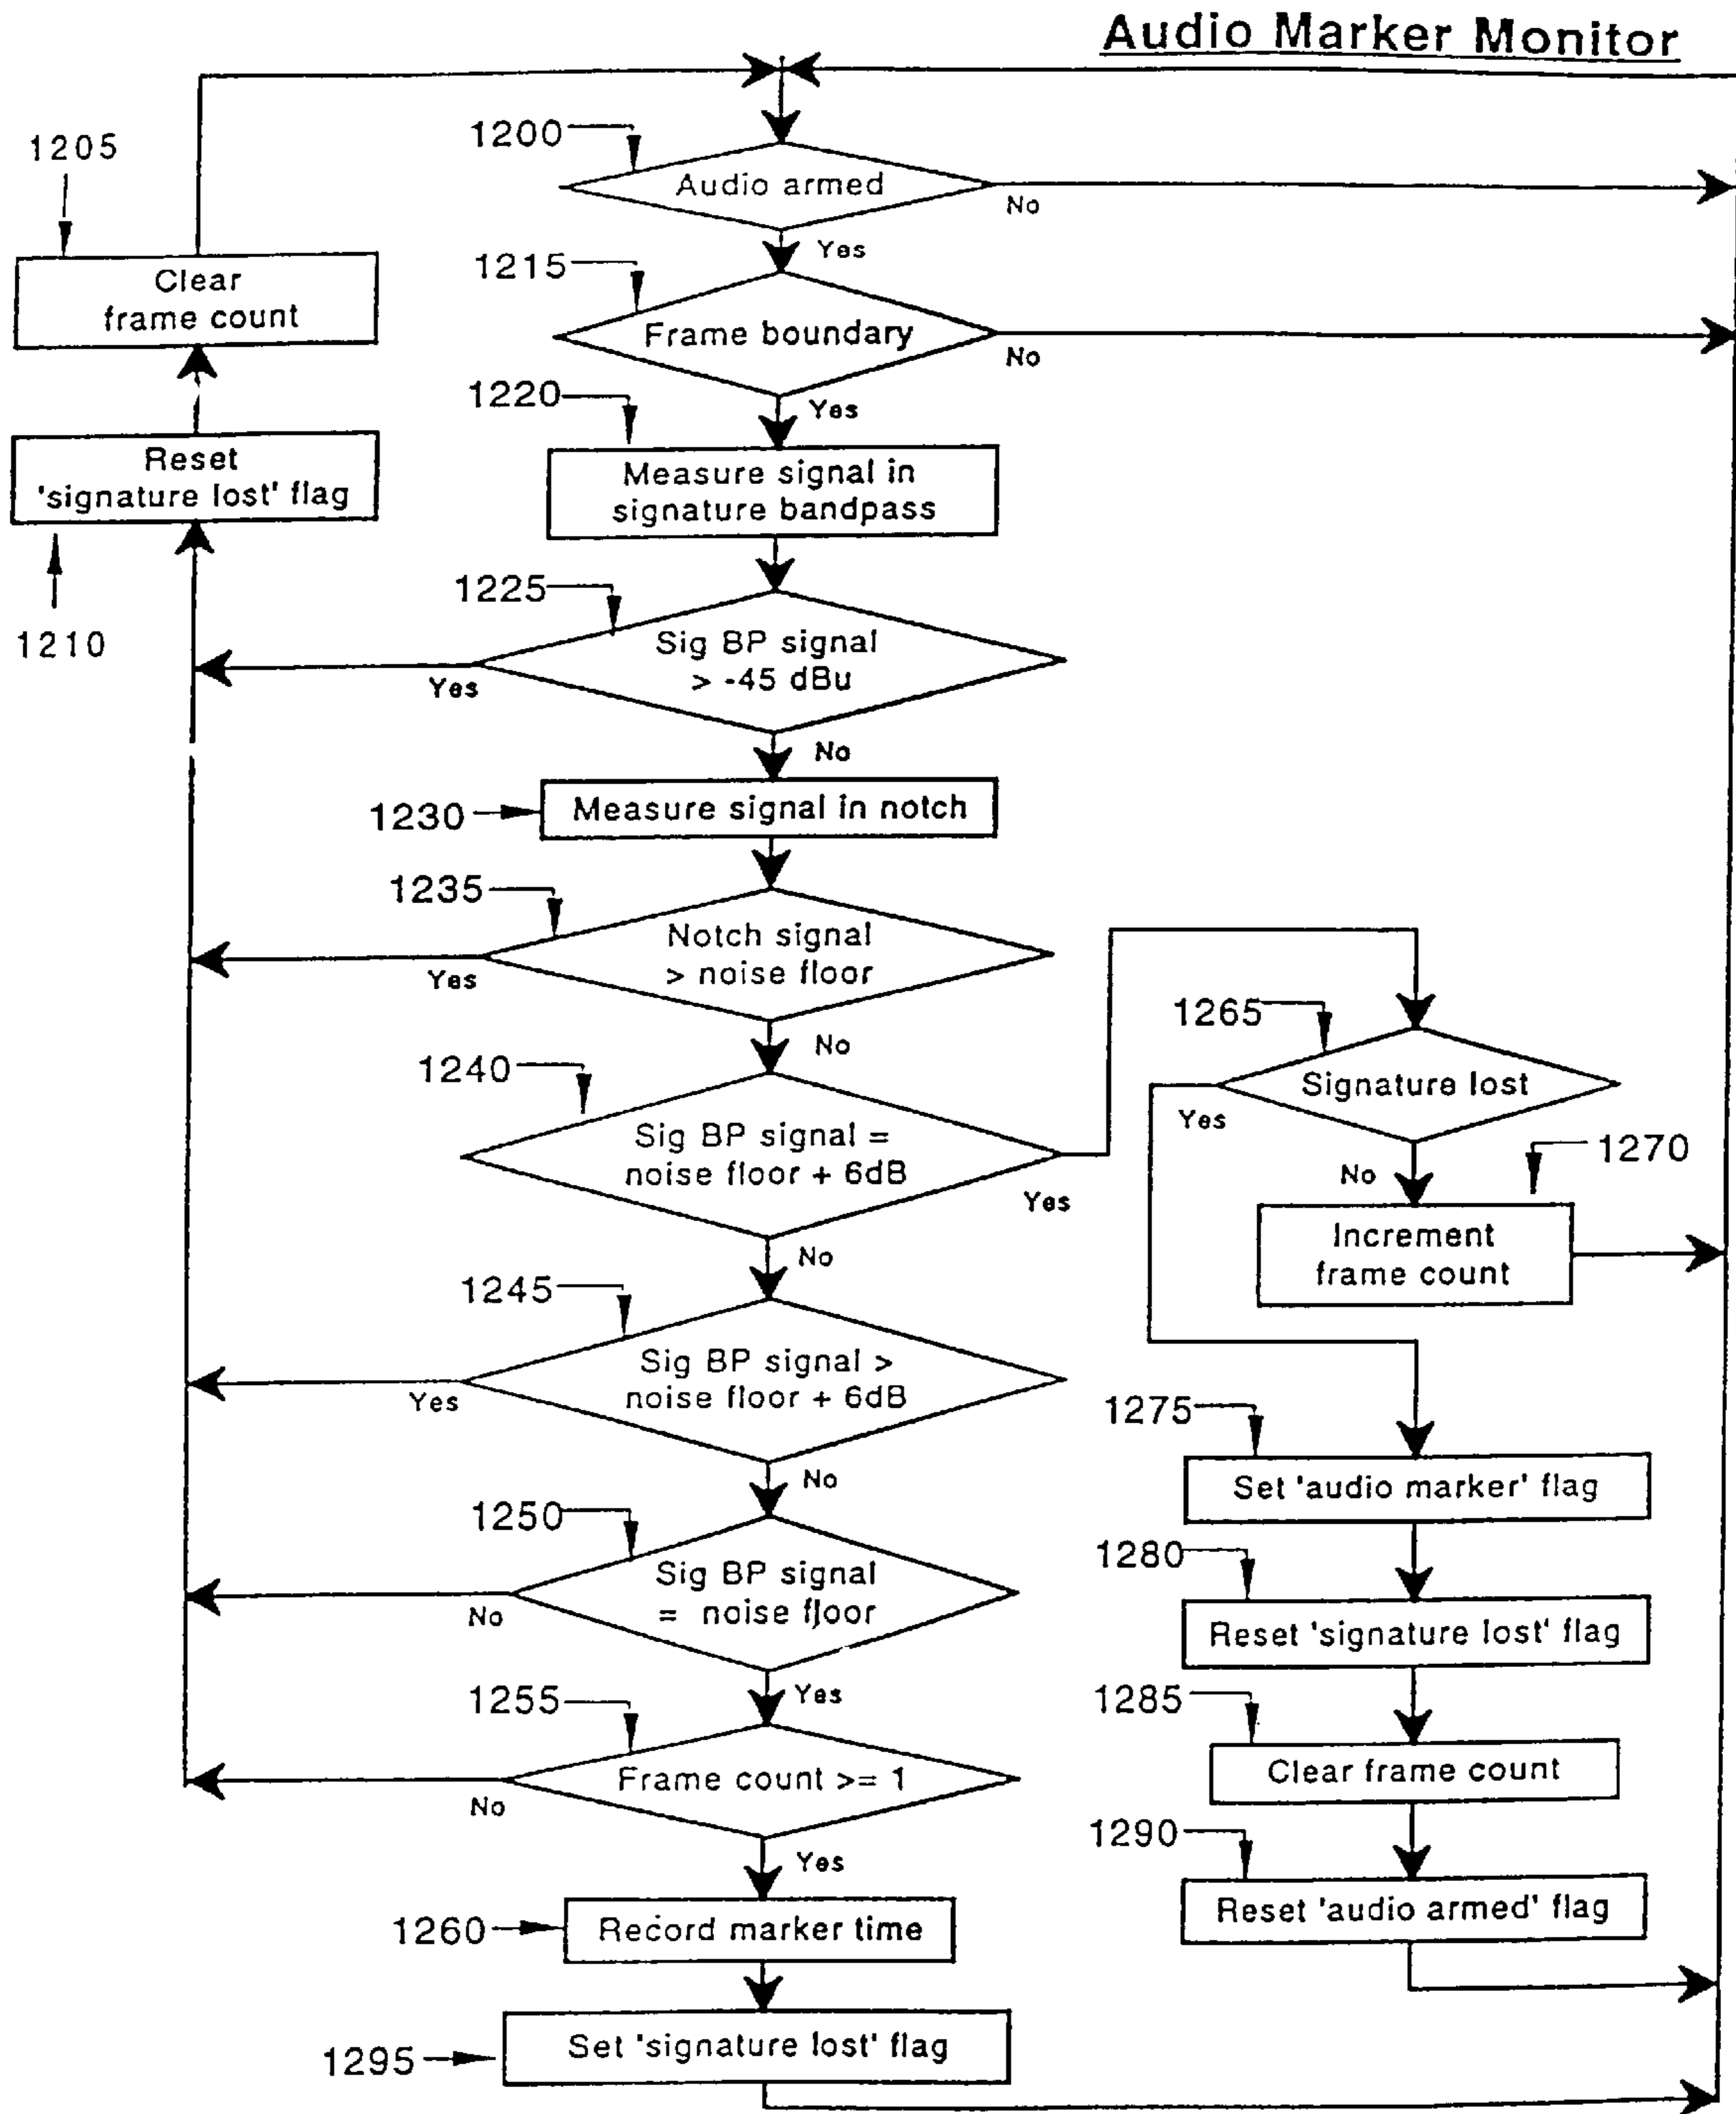 Audio Marker Monitor
1200
Audio armed
No
Yes
1205
Clear
frame count
1215
Frame boundary
No
Yes
1210
Reset
'signature lost' flag
1220
Measure signal in
signature bandpass
1225
Sig BP signal
> -45 dBu
Yes
No
1230
Measure signal in notch
1235
Notch signal
> noise floor
Yes
No
1240
Sig BP signal =
noise floor + 6dB
Yes
No
1245
Sig BP signal >
noise floor + 6dB
Yes
No
1250
Sig BP signal
= noise floor
No
Yes
1255
Frame count >= 1
No
Yes
1260
Record marker time
1295
Set 'signature lost' flag
1265
Signature lost
Yes
No
1270
Increment
frame count
1275
Set 'audio marker' flag
1280
Reset 'signature lost' flag
1285
Clear frame count
1290
Reset 'audio armed' flag